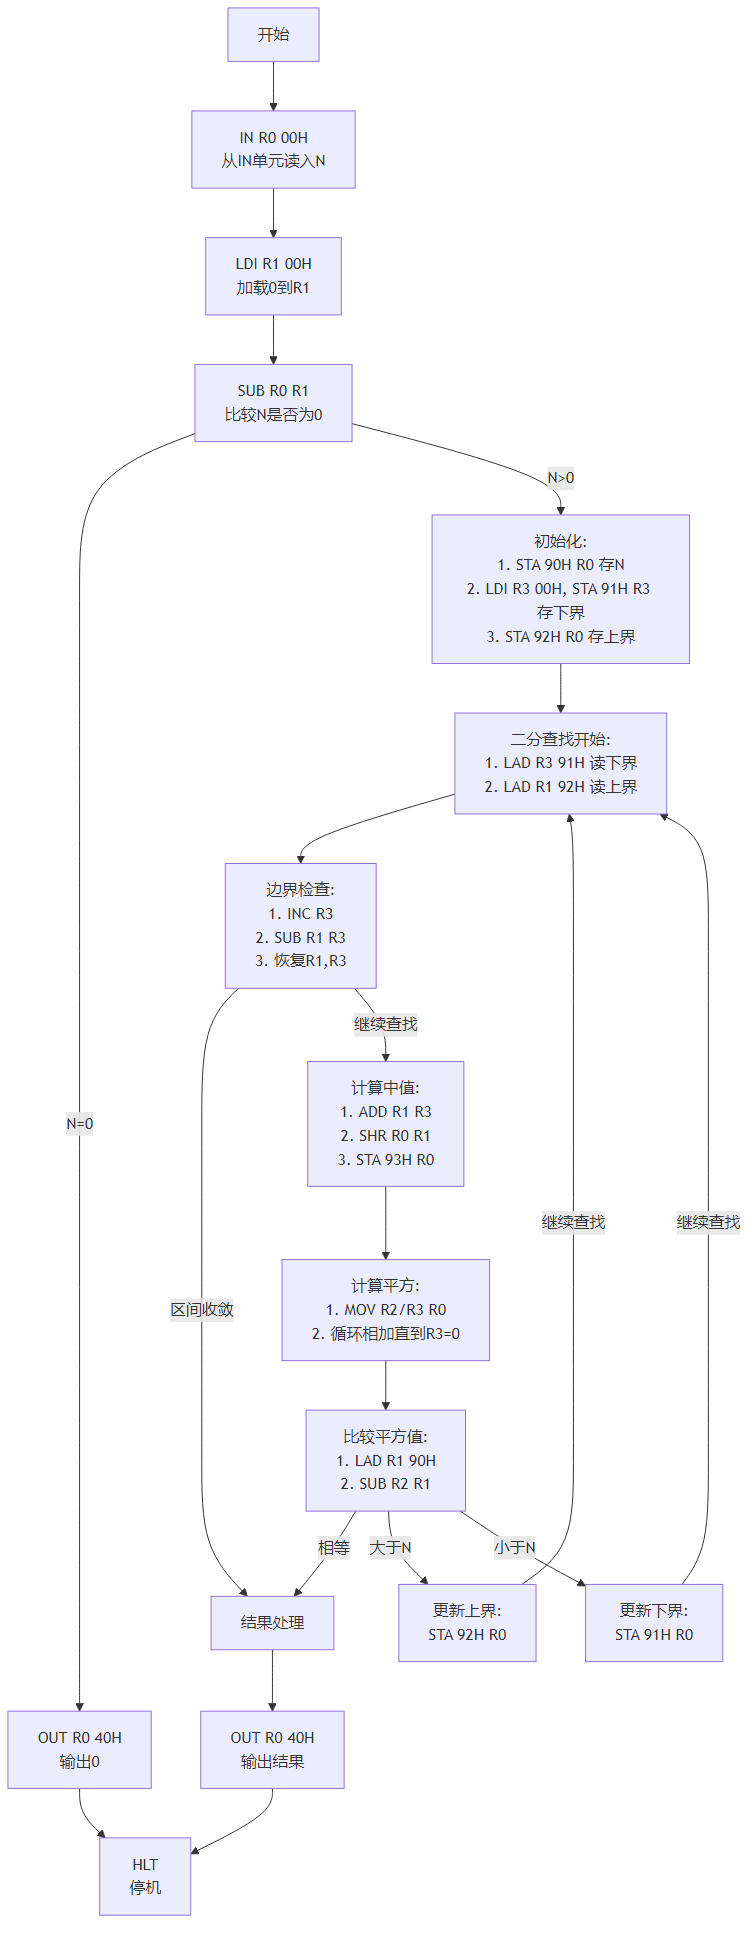 开始
IN R0 00H
从IN单元读入N
LDI R1 00H
加载0到R1
SUB R0 R1
比较N是否为0
N>0
初始化:
1. STA 90H R0 存N
2. LDI R3 00H, STA 91H R3
存下界
3. STA 92H R0 存上界
二分查找开始:
1. LAD R3 91H 读下界
2. LAD R1 92H 读上界
边界检查:
1. INC R3
2. SUB R1 R3
3. 恢复R1,R3
继续查找
计算中值:
1. ADD R1 R3
2. SHR R0 R1
3. STA 93H R0
N=0
继续查找
继续查找
计算平方:
1. MOV R2/R3 R0
2. 循环相加直到R3=0
区间收敛
比较平方值:
1. LAD R1 90H
2. SUB R2 R1
相等
大于N
小于N
结果处理
更新上界:
STA 92H R0
更新下界:
STA 91H R0
OUT R0 40H
输出0
OUT R0 40H
输出结果
HLT
停机